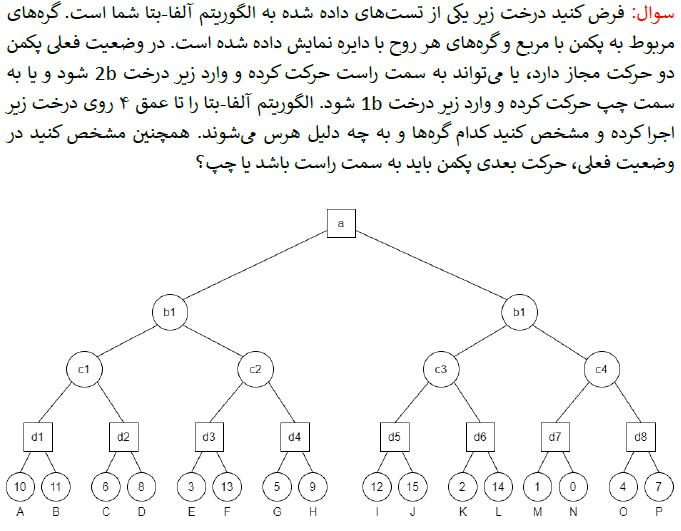 سوال: فرض کنید درخت زیر یکی از تست‌های داده شده به الگوریتم آلفا-بتا شما است. گره‌های
مربوط به پکمن با مربع و گره‌های هر روح با دایره نمایش داده شده است. در وضعیت فعلی پکمن
دو حرکت مجاز دارد، یا می‌تواند به سمت راست حرکت کرده و وارد زیر درخت 2b شود و یا به
سمت چپ حرکت کرده و وارد زیر درخت 1b شود. الگوریتم آلفا-بتا را تا عمق ۴ روی درخت زیر
اجرا کرده و مشخص کنید کدام گره‌ها و به چه دلیل هرس می‌شوند. همچنین مشخص کنید در
وضعیت فعلی، حرکت بعدی پکمن باید به سمت راست باشد یا چپ؟
a
b1 b1
c1 c2 c3 c4
d1 d2 d3 d4 d5 d6 d7 d8
10 11 6 8 3 13 5 9 12 15 2 14 1 0 4 7
A B C D E F G H I J K L M N O P